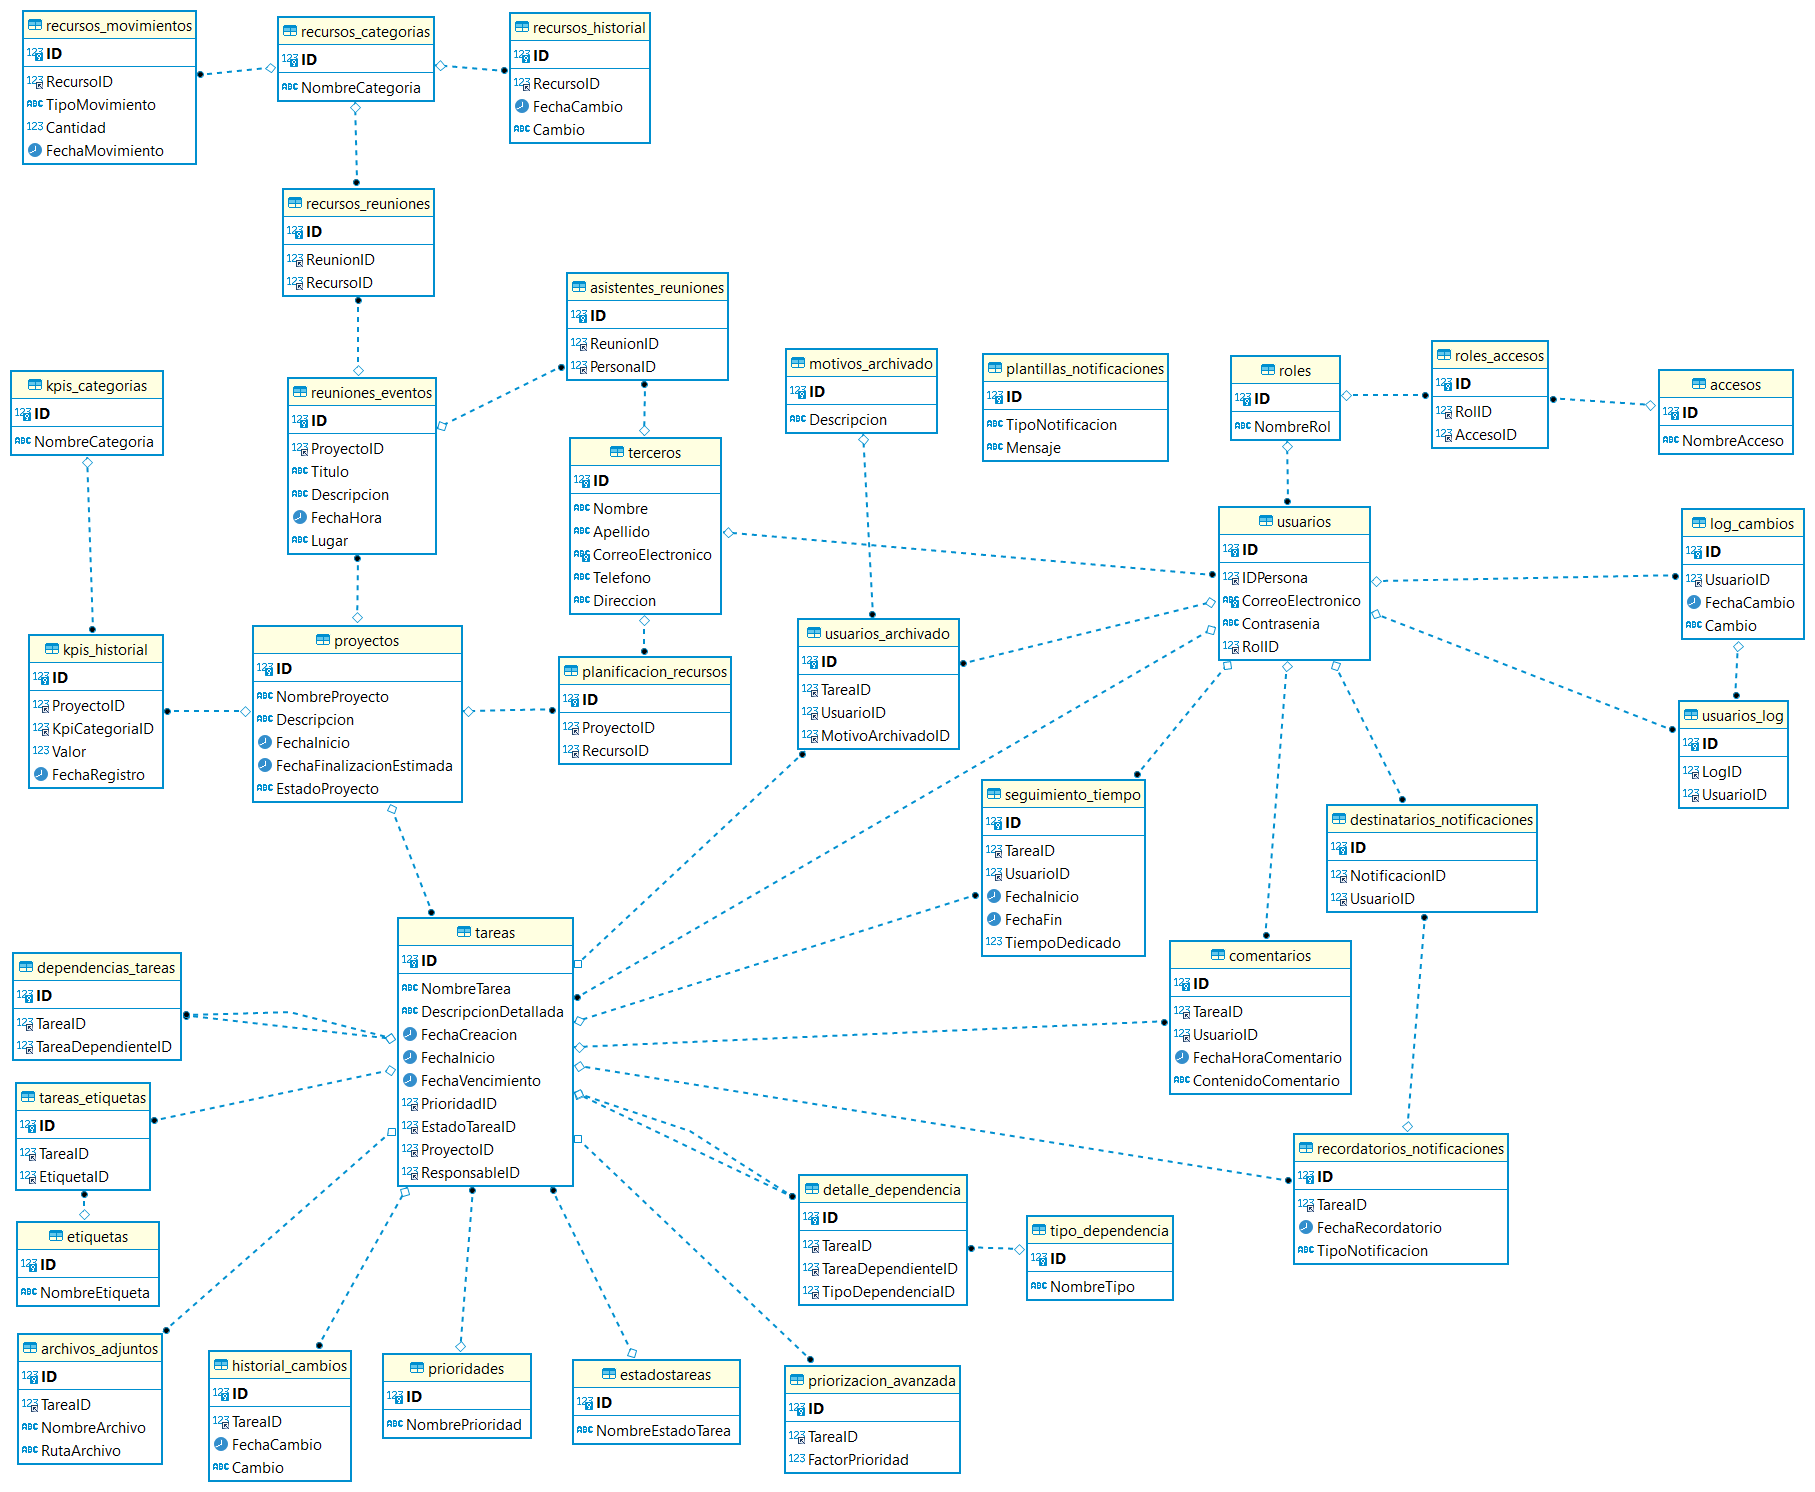 recursos_movimientos
ID
RecursoID
TipoMovimiento
Cantidad
FechaMovimiento
recursos_categorias
ID
NombreCategoria
recursos_historial
ID
RecursoID
FechaCambio
Cambio
recursos_reuniones
ID
ReunionID
RecursoID
asistentes_reuniones
ID
ReunionID
PersonaID
kpis_categorias
ID
NombreCategoria
reuniones_eventos
ID
ProyectoID
Titulo
Descripcion
FechaHora
Lugar
terceros
ID
Nombre
Apellido
CorreoElectronico
Telefono
Direccion
motivos_archivado
ID
Descripcion
plantillas_notificaciones
ID
TipoNotificacion
Mensaje
roles
ID
NombreRol
roles_accesos
ID
RolID
AccesoID
accesos
ID
NombreAcceso
usuarios
ID
IDPersona
CorreoElectronico
Contrasenia
RolID
log_cambios
ID
UsuarioID
FechaCambio
Cambio
kpis_historial
ID
ProyectoID
KpiCategoriaID
Valor
FechaRegistro
proyectos
ID
NombreProyecto
Descripcion
FechaInicio
FechaFinalizacionEstimada
EstadoProyecto
planificacion_recursos
ID
ProyectoID
RecursoID
usuarios_archivado
ID
TareaID
UsuarioID
MotivoArchivadoID
usuarios_log
ID
LogID
UsuarioID
seguimiento_tiempo
ID
TareaID
UsuarioID
FechaInicio
FechaFin
TiempoDedicado
destinatarios_notificaciones
ID
NotificacionID
UsuarioID
tareas
ID
NombreTarea
DescripcionDetallada
FechaCreacion
FechaInicio
FechaVencimiento
PrioridadID
EstadoTareaID
ProyectoID
ResponsableID
comentarios
ID
TareaID
UsuarioID
FechaHoraComentario
ContenidoComentario
dependencias_tareas
ID
TareaID
TareaDependienteID
tareas_etiquetas
ID
TareaID
EtiquetaID
etiquetas
ID
NombreEtiqueta
recordatorios_notificaciones
ID
TareaID
FechaRecordatorio
TipoNotificacion
detalle_dependencia
ID
TareaID
TareaDependienteID
TipoDependenciaID
tipo_dependencia
ID
NombreTipo
archivos_adjuntos
ID
TareaID
NombreArchivo
RutaArchivo
historial_cambios
ID
TareaID
FechaCambio
Cambio
prioridades
ID
NombrePrioridad
estadostareas
ID
NombreEstadoTarea
priorizacion_avanzada
ID
TareaID
FactorPrioridad